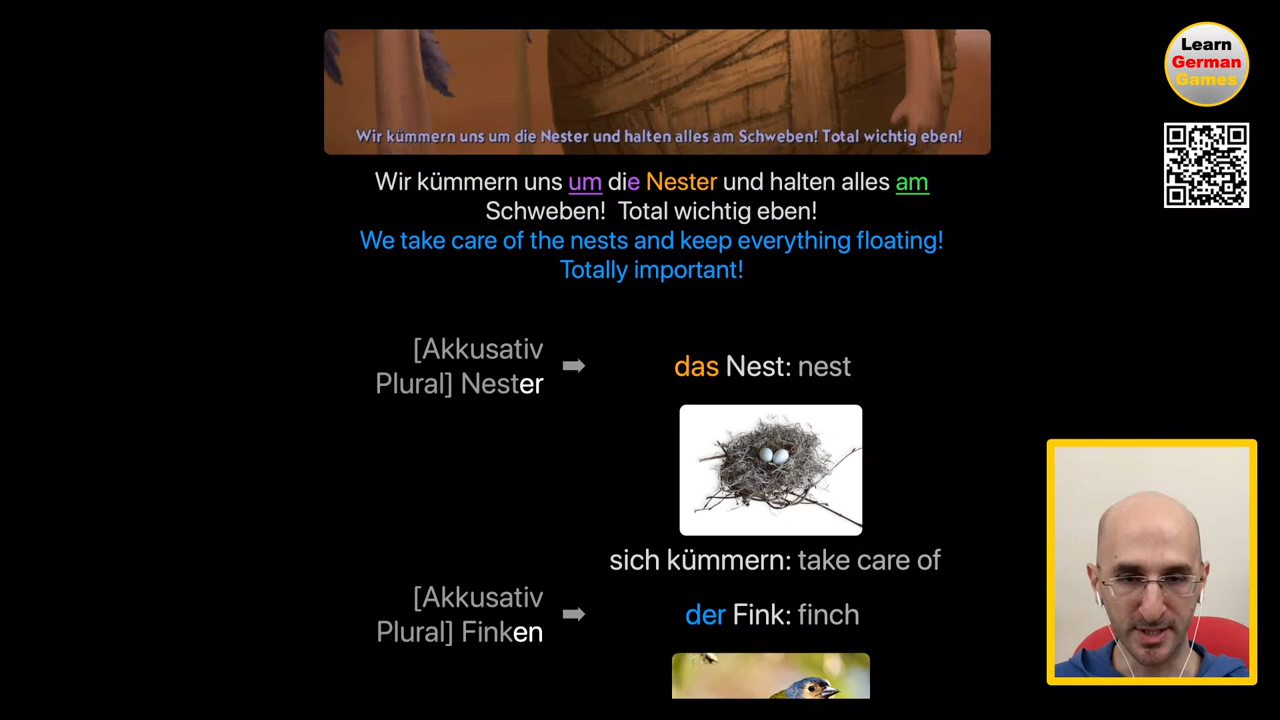 Learn
German
Games
Wir kümmern uns um die Nester und halten alles am Schweben! Total wichtig eben!
Wir kümmern uns um die Nester und halten alles am
Schweben! Total wichtig eben!
We take care of the nests and keep everything floating!
Totally important!
[Akkusativ
Plural] Nester
das Nest: nest
sich kümmern: take care of
[Akkusativ
Plural] Finken
der Fink: finch